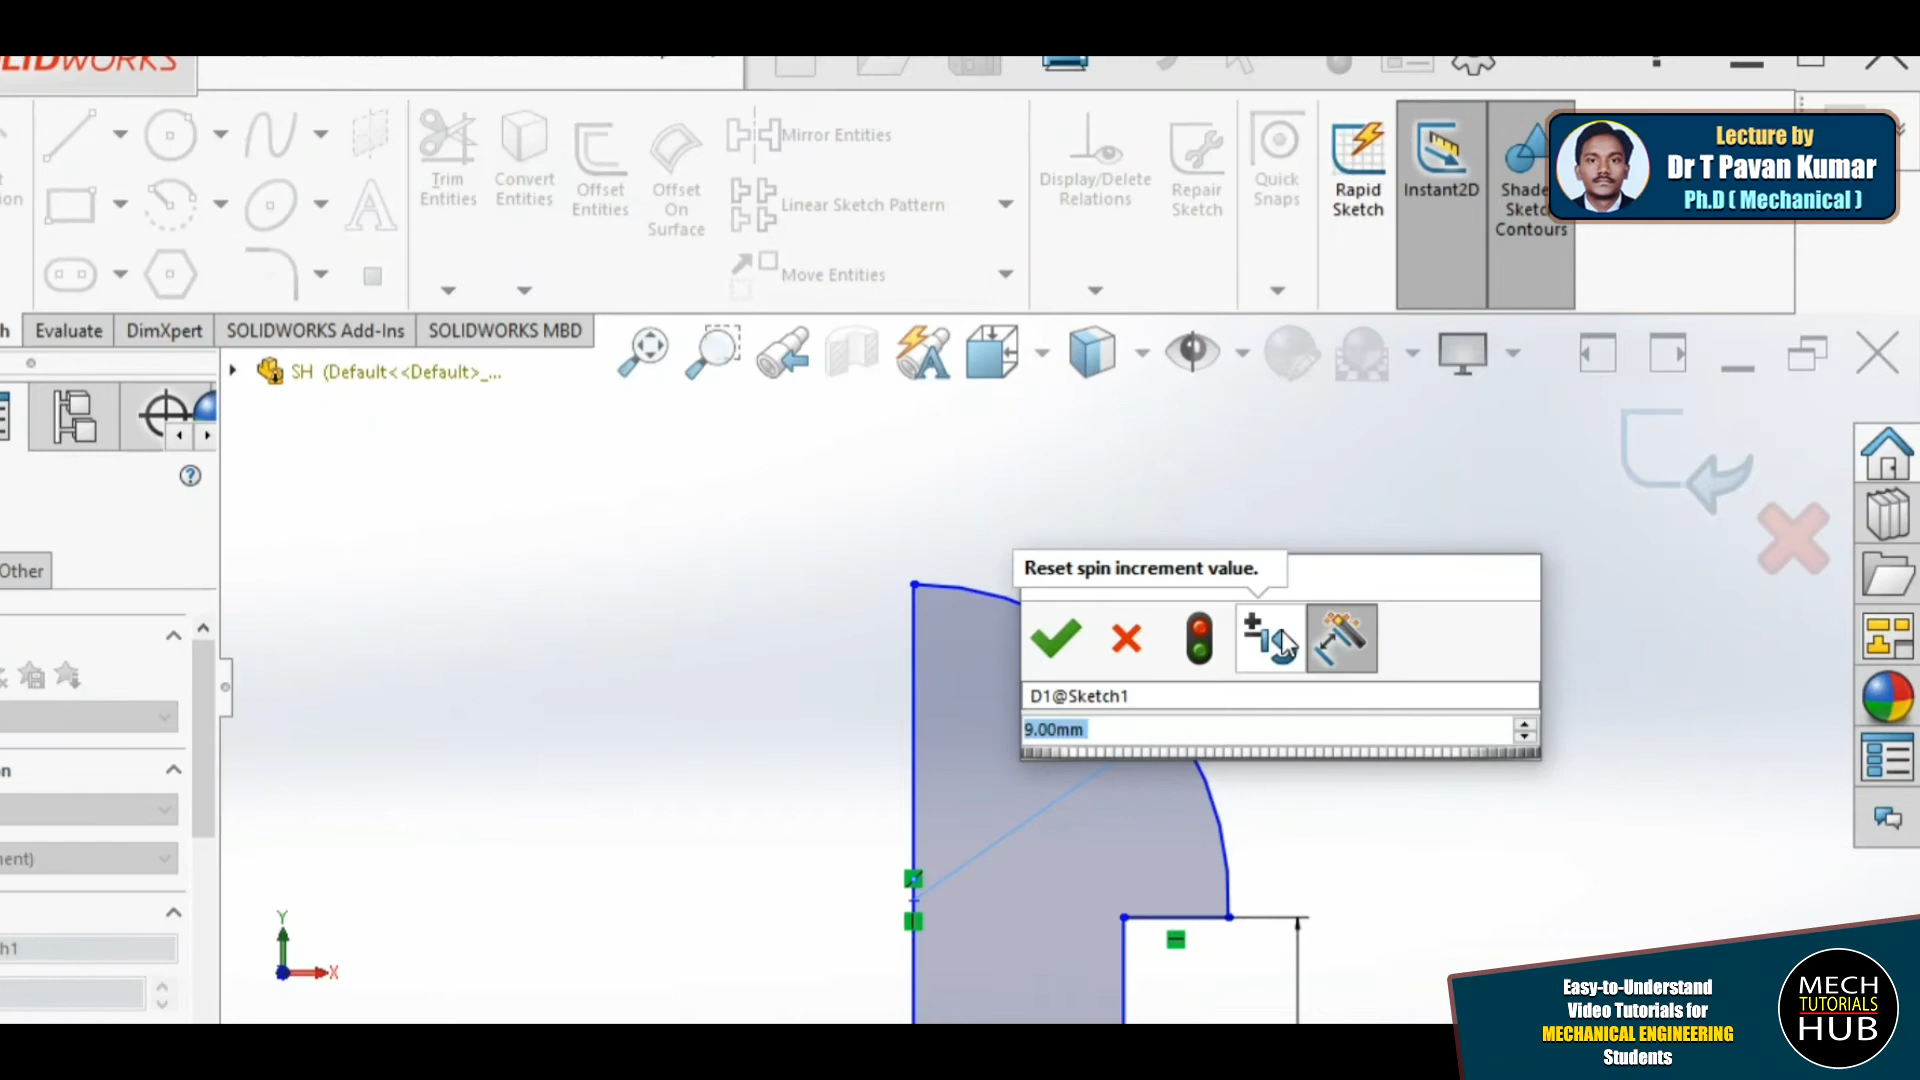 SOLIDWORKS
Mirror Entities
Trim
Entities
Convert
Entities
Offset
Entities
Offset
On
Surface
Linear Sketch Pattern
Move Entities
Display/Delete
Relations
Repair
Sketch
Quick
Snaps
Rapid
Sketch
Instant2D
Shade
Sketc
Contours
Lecture by
Dr T Pavan Kumar
Ph.D ( Mechanical )
h
Evaluate
DimXpert
SOLIDWORKS Add-Ins
SOLIDWORKS MBD
SH (Default<<Default>_...
Other
Reset spin increment value.
D1@Sketch1
9.00mm
n
ent)
h1
Y
X
Easy-to-Understand
Video Tutorials for
MECHANICAL ENGINEERING
Students
MECH
TUTORIALS
HUB